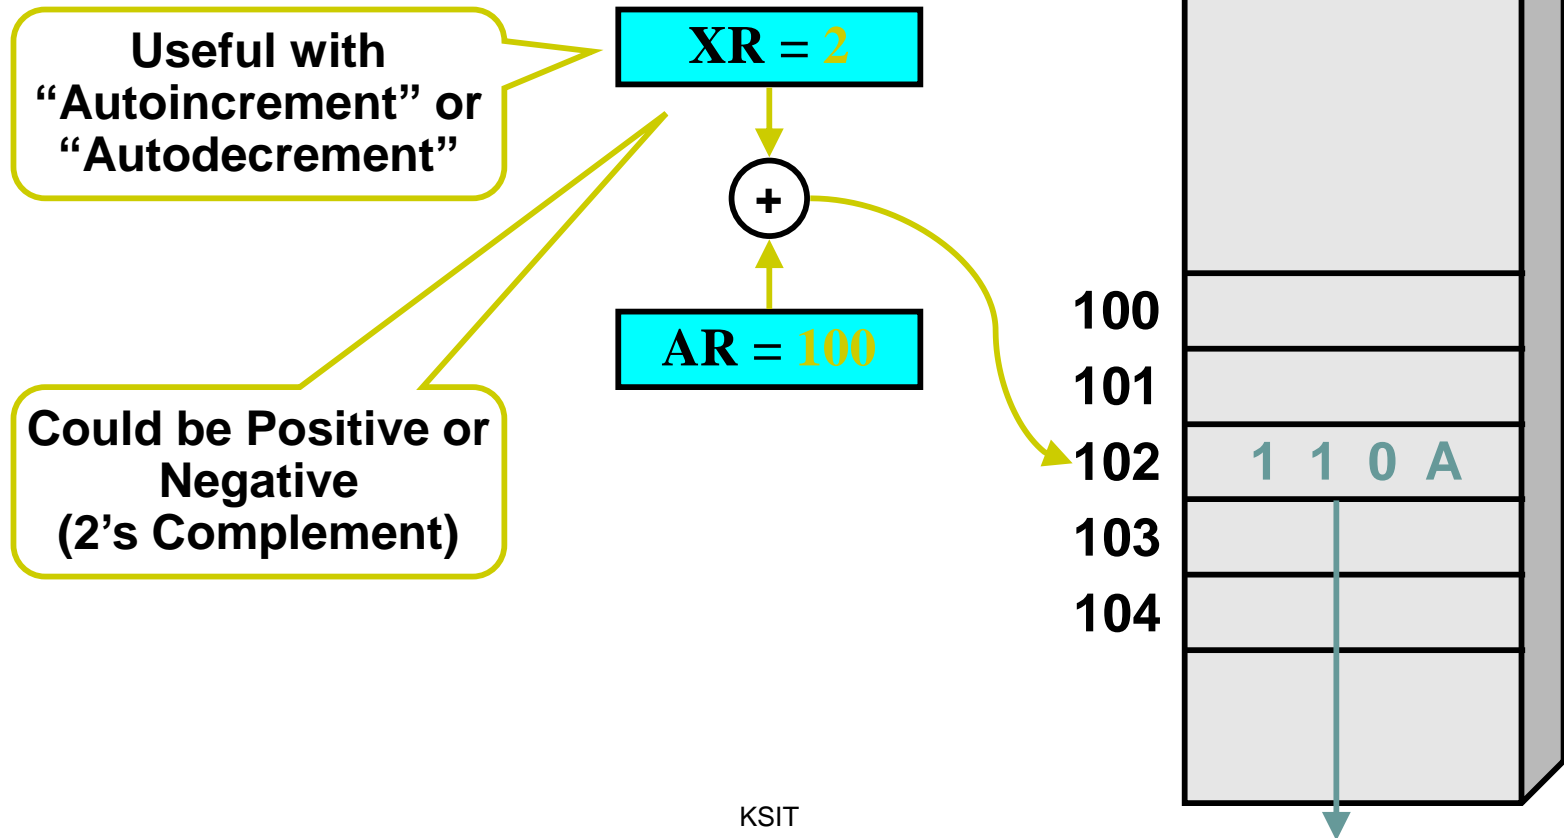 Useful with
“Autoincrement” or
“Autodecrement”
XR = 2
+
AR = 100
Could be Positive or
Negative
(2’s Complement)
100
101
102 1 1 0 A
103
104
KSIT